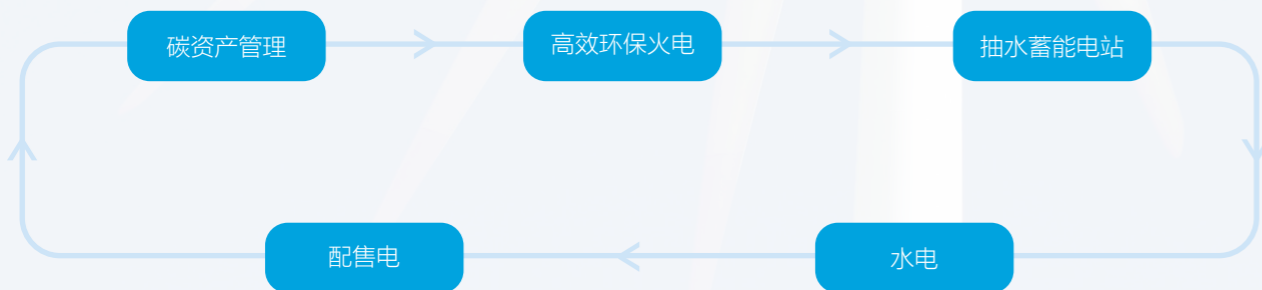 碳资产管理
高效环保火电
抽水蓄能电站
配售电
水电